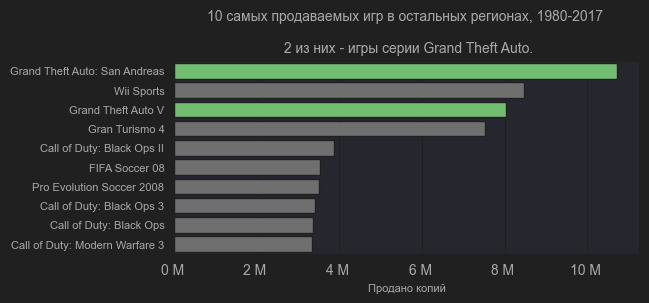 10 самых продаваемых игр в остальных регионах, 1980-2017
2 из них - игры серии Grand Theft Auto.
Grand Theft Auto: San Andreas
Wii Sports
Grand Theft Auto V
Gran Turismo 4
Call of Duty: Black Ops II
FIFA Soccer 08
Pro Evolution Soccer 2008
Call of Duty: Black Ops 3
Call of Duty: Black Ops
Call of Duty: Modern Warfare 3
0 M 2 M 4 M 6 M 8 M 10 M
Продано копий